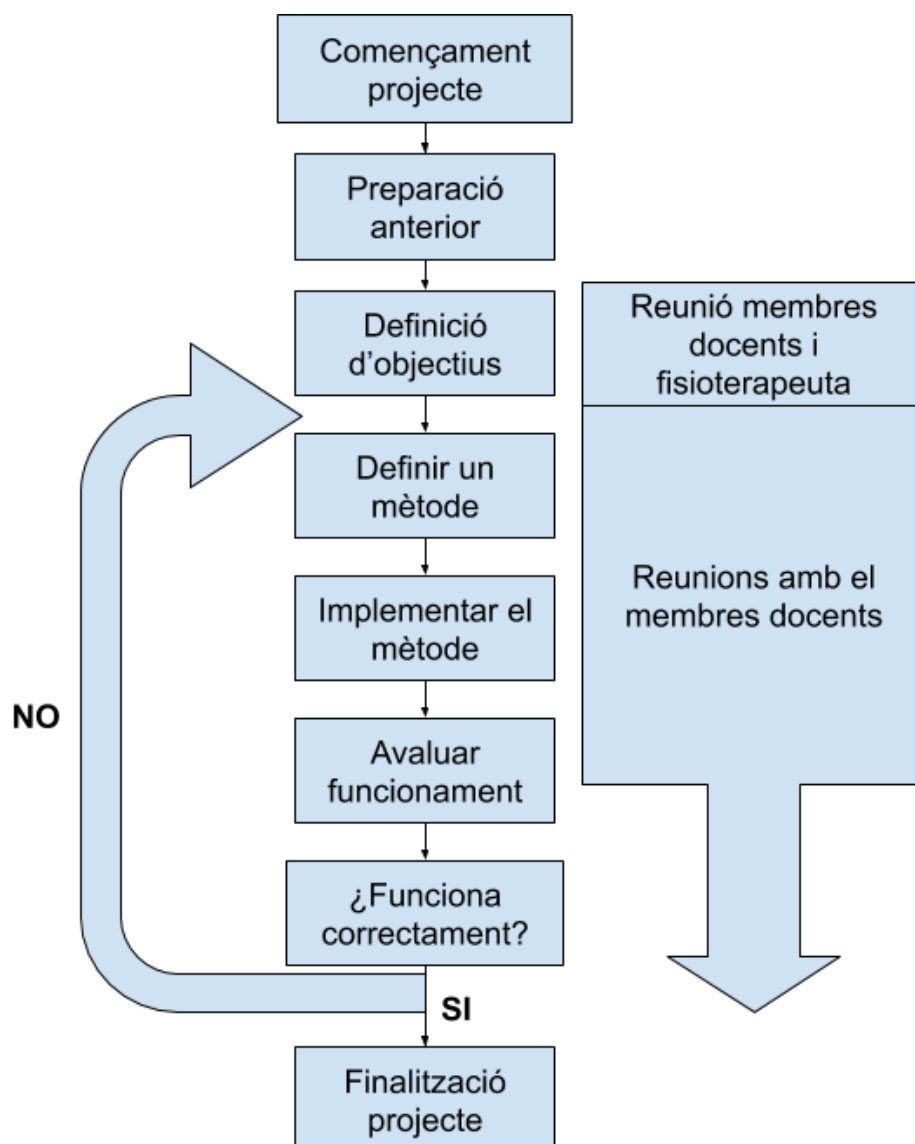 Començament
projecte
Preparació
anterior
Definició
d’objectius
Reunió membres
docents i
fisioterapeuta
Definir un
mètode
Reunions amb el
membres docents
Implementar el
mètode
NO
Avaluar
funcionament
¿Funciona
correctament?
SI
Finalització
projecte